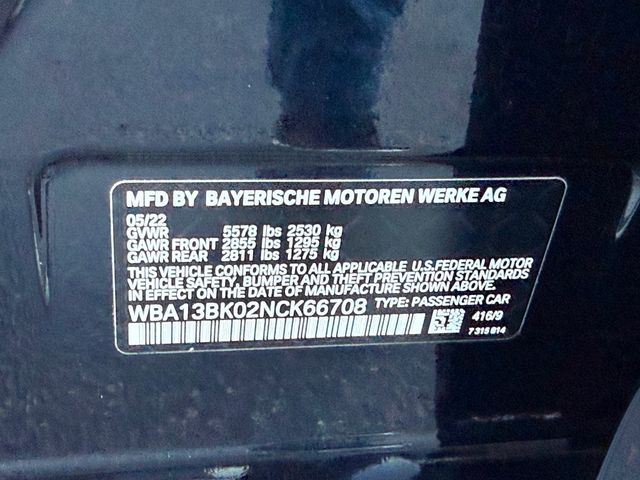 MFD BY BAYERISCHE MOTOREN WERKE AG
05/22
GVWR 5578 lbs 2530 kg
GAWR FRONT 2855 lbs 1295 kg
GAWR REAR 2811 lbs 1275 kg
THIS VEHICLE CONFORMS TO ALL APPLICABLE U.S. FEDERAL MOTOR
VEHICLE SAFETY, BUMPER AND THEFT PREVENTION STANDARDS
IN EFFECT ON THE DATE OF MANUFACTURE SHOWN ABOVE.
WBA13BK02NCK66708 TYPE: PASSENGER CAR
416/9
7 315 814